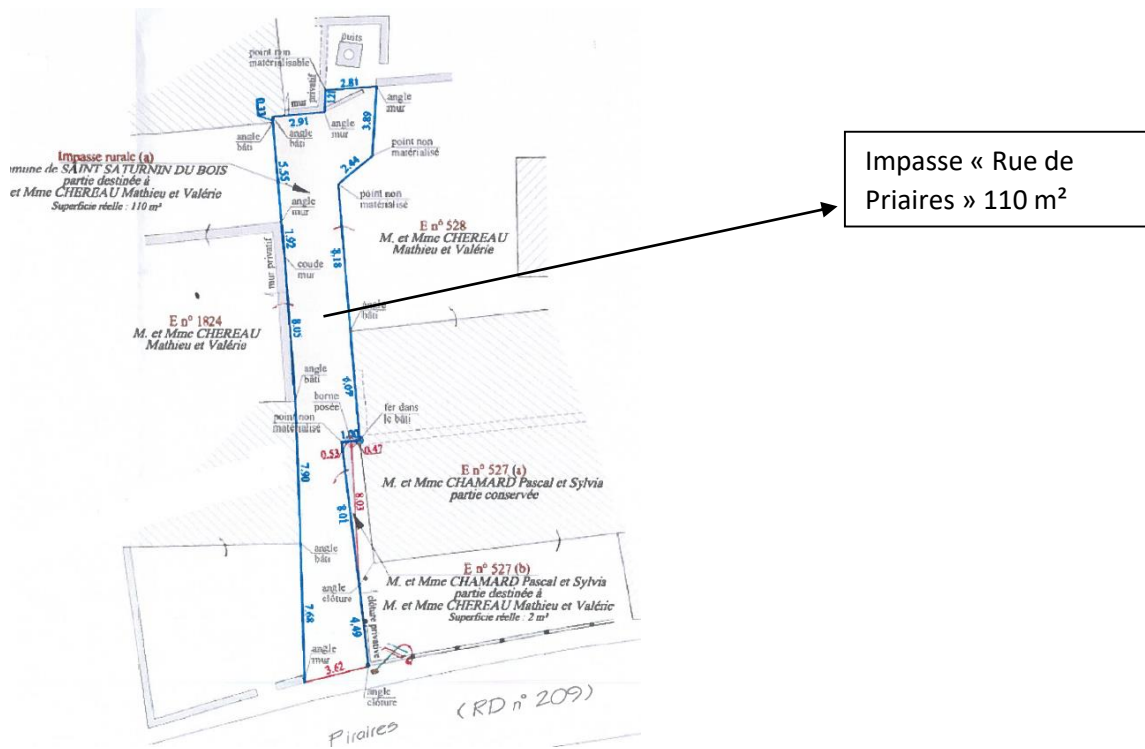 puits
point non
matérialisable
2.81
1.21
mur
privatif
0.33
2.91
angle
mur
angle
mur
3.89
angle
bâti
angle
bâti
point non
matérialisé
2.44
Impasse rurale (a)
mune de SAINT SATURNIN DU BOIS
partie destinée à
et Mme CHEREAU Mathieu et Valérie
Superficie réelle : 110 m²
5.55
point non
matérialisé
angle
mur
E n° 528
M. et Mme CHEREAU
Mathieu et Valérie
1.92
coude
mur
mur privatif
angle
bâti
E n° 1824
M. et Mme CHEREAU
Mathieu et Valérie
8.05
angle
bâti
borne
posée
fer dans
le bâti
point non
matérialisé
1.00
0.53
0.47
7.90
E n° 527 (a)
M. et Mme CHAMARD Pascal et Sylvia
partie conservée
8.03
8.01
angle
bâti
E n° 527 (b)
M. et Mme CHAMARD Pascal et Sylvia
partie destinée à
M. et Mme CHEREAU Mathieu et Valérie
Superficie réelle : 2 m²
angle
clôture
clôture privative
7.68
4.49
angle
mur
3.62
angle
clôture
Piraires
(RD n° 209)
Impasse « Rue de
Priaires » 110 m²